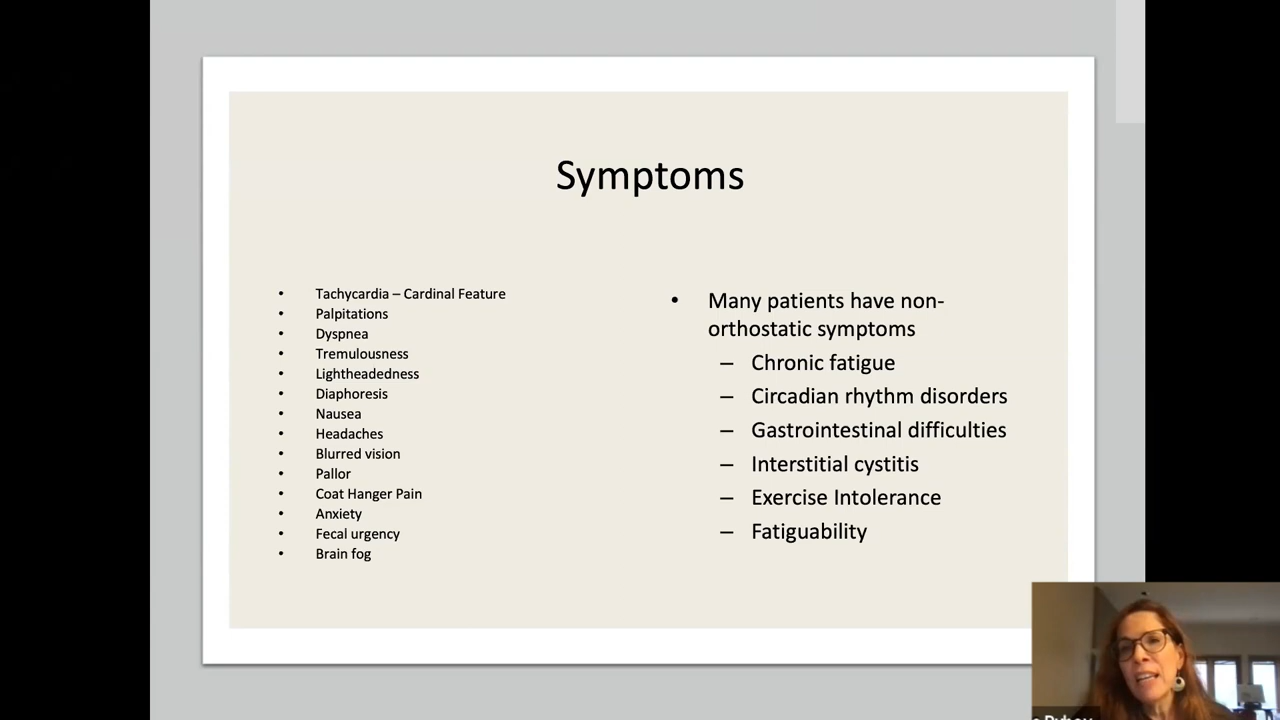 Symptoms
• Tachycardia – Cardinal Feature
• Palpitations
• Dyspnea
• Tremulousness
• Lightheadedness
• Diaphoresis
• Nausea
• Headaches
• Blurred vision
• Pallor
• Coat Hanger Pain
• Anxiety
• Fecal urgency
• Brain fog
• Many patients have non-
orthostatic symptoms
– Chronic fatigue
– Circadian rhythm disorders
– Gastrointestinal difficulties
– Interstitial cystitis
– Exercise Intolerance
– Fatiguability